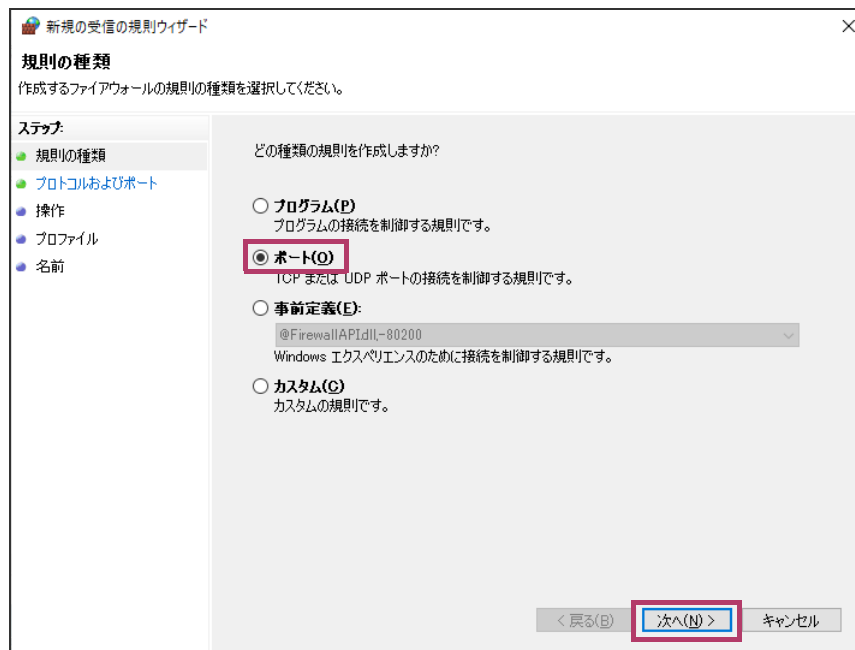 新規の受信の規則ウィザード
規則の種類
作成するファイアウォールの規則の種類を選択してください。
ステップ:
規則の種類
プロトコルおよびポート
操作
プロファイル
名前
どの種類の規則を作成しますか?
プログラム(P)
プログラムの接続を制御する規則です。
ポート(O)
TCP または UDP ポートの接続を制御する規則です。
事前定義(E):
@FirewallAPI.dll,-80200
Windows エクスペリエンスのために接続を制御する規則です。
カスタム(C)
カスタムの規則です。
< 戻る(B)
次へ(N) >
キャンセル